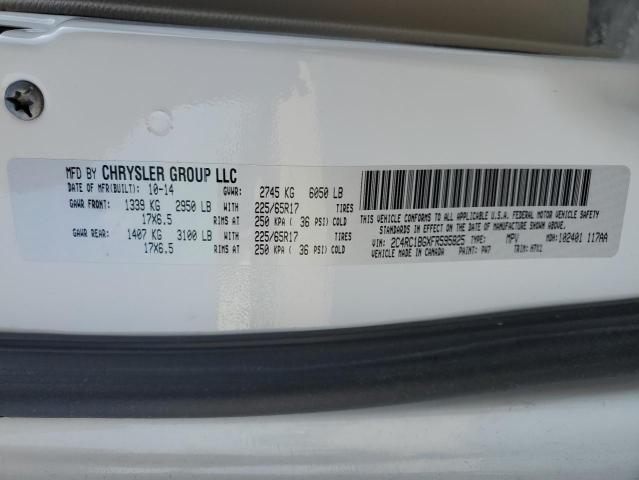 MFD BY CHRYSLER GROUP LLC
DATE OF MFR(BUILT): 10-14 GVWR: 2745 KG 6050 LB
GAWR FRONT: 1339 KG 2950 LB WITH 225/65R17 TIRES
17X6.5 RIMS AT 250 KPA ( 36 PSI) COLD
GAWR REAR: 1407 KG 3100 LB WITH 225/65R17 TIRES
17X6.5 RIMS AT 250 KPA ( 36 PSI) COLD
THIS VEHICLE CONFORMS TO ALL APPLICABLE U.S.A. FEDERAL MOTOR VEHICLE SAFETY
STANDARDS IN EFFECT ON THE DATE OF MANUFACTURE SHOWN ABOVE.
VIN: 2C4RC1BGXFR595825 TYPE: MPV MDH: 102401 117AA
VEHICLE MADE IN CANADA PAINT: PW7 TRIM: H7X1